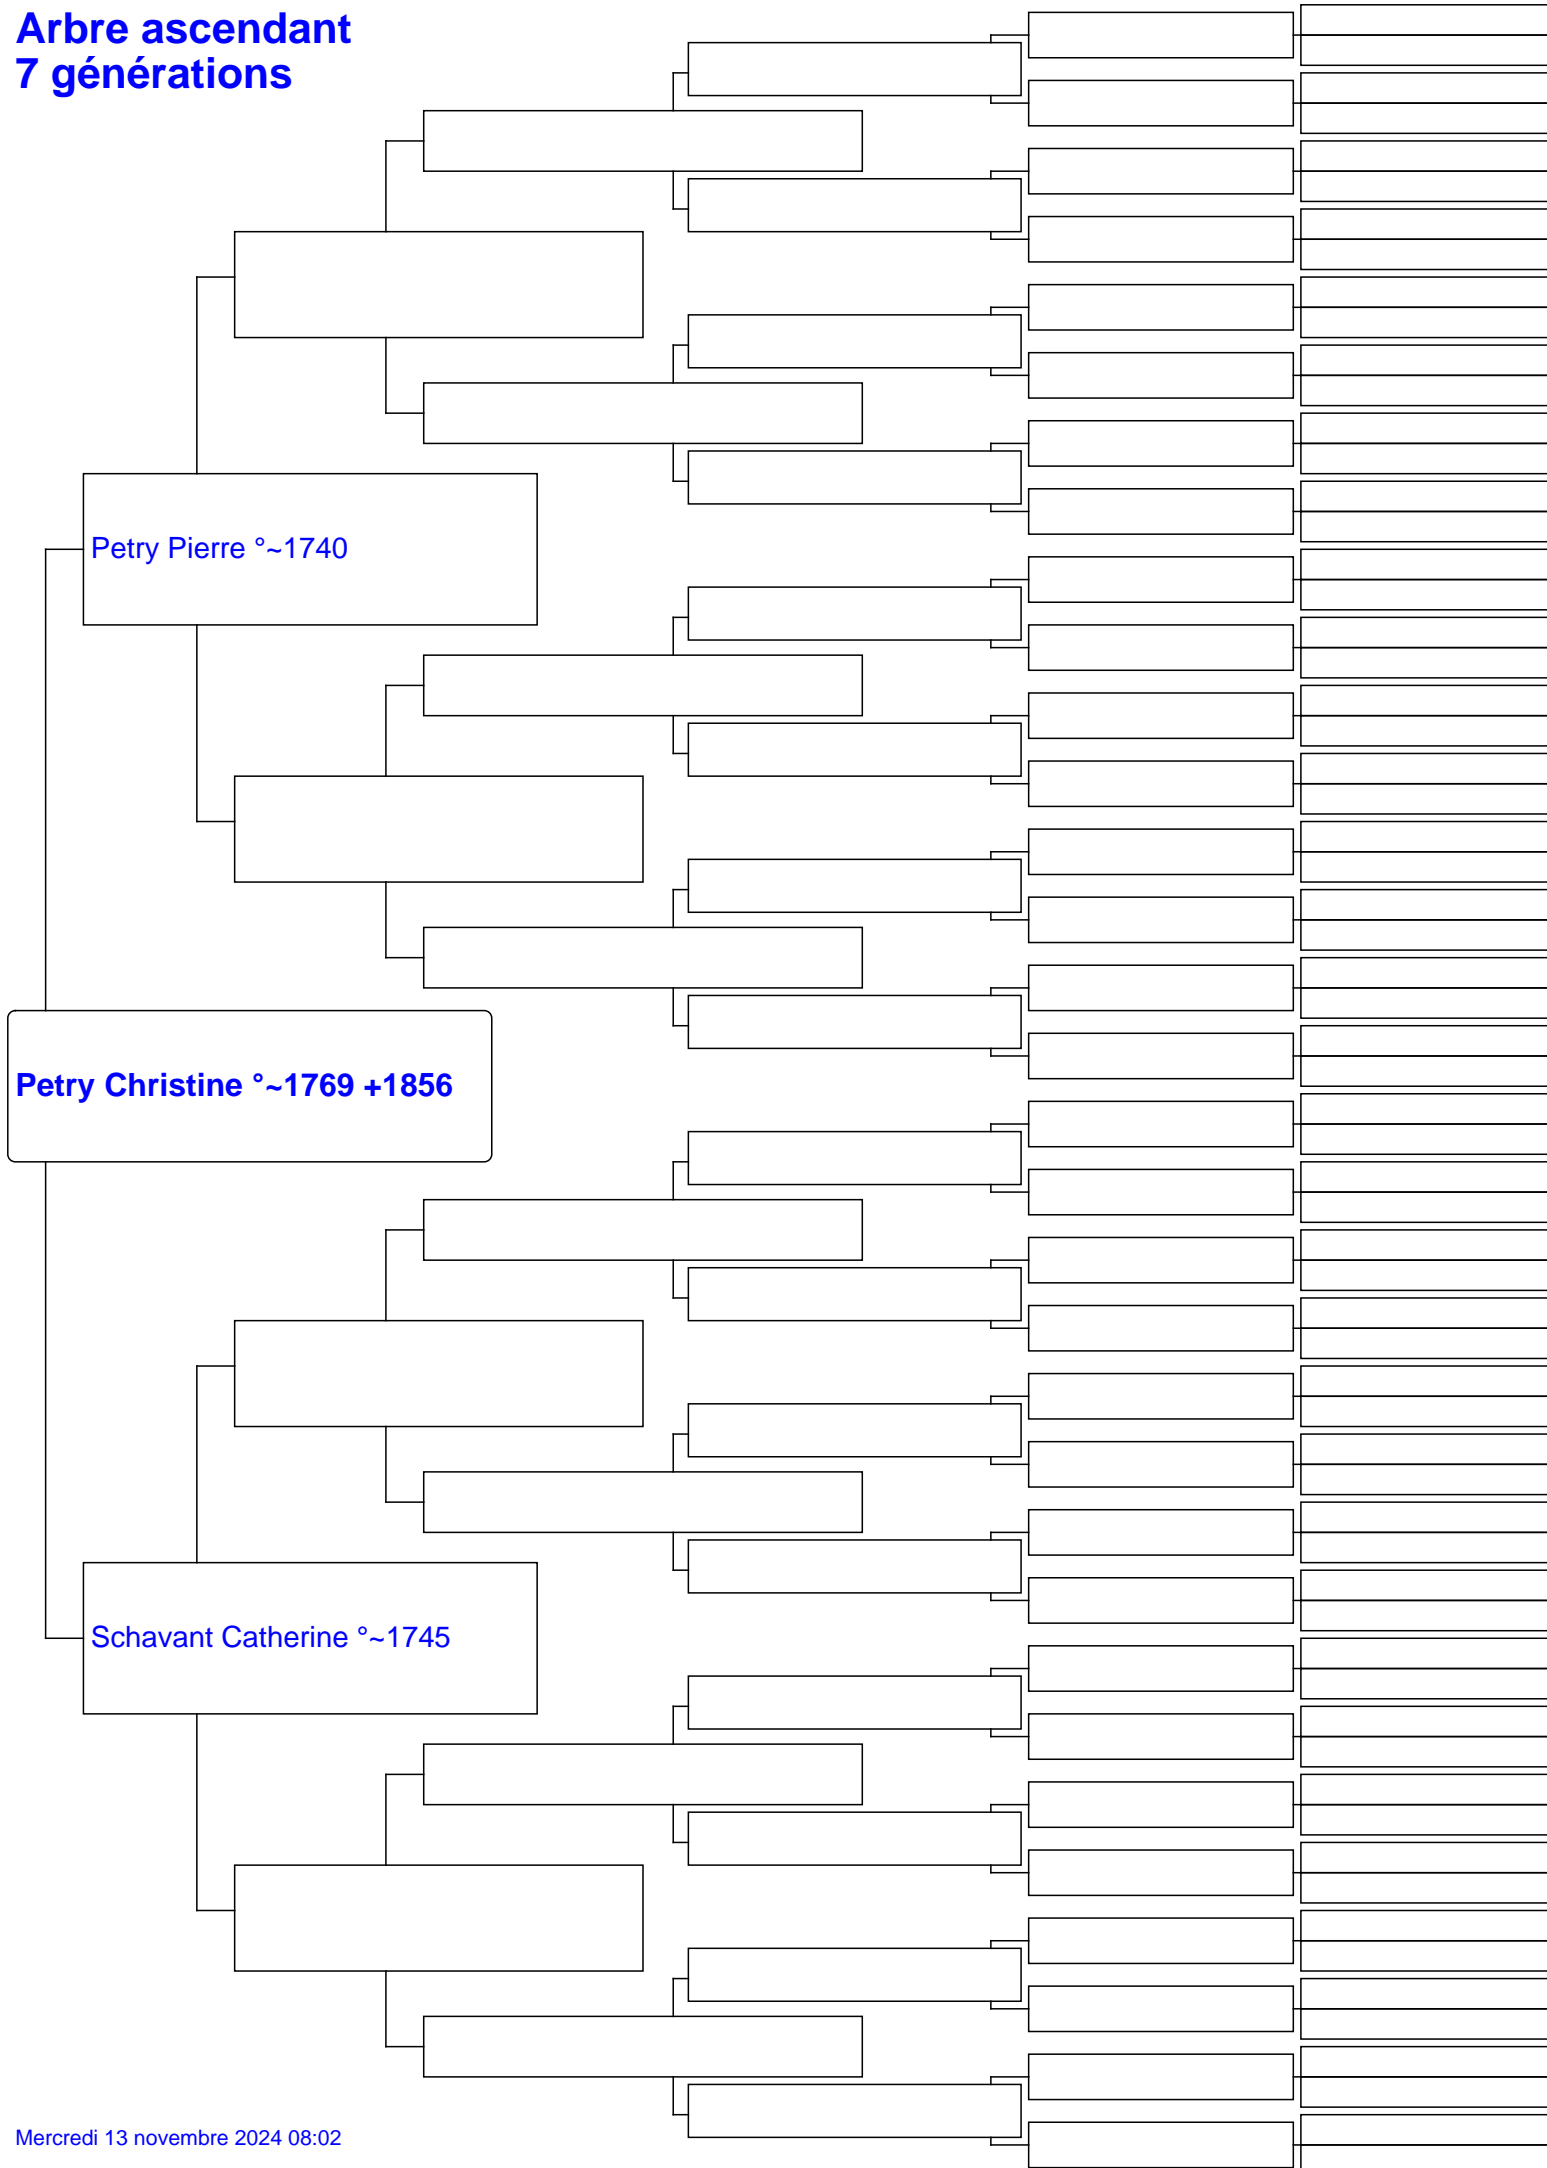 Arbre ascendant
7 générations
Petry Pierre °~1740
Petry Christine °~1769 +1856
Schavant Catherine °~1745
Mercredi 13 novembre 2024 08:02